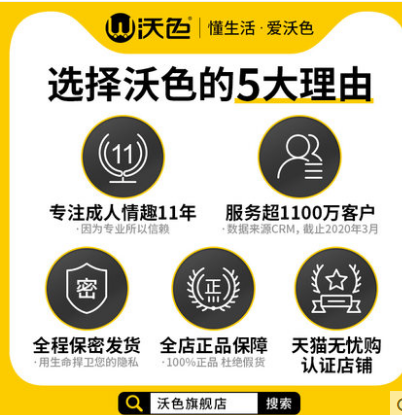 沃色® 懂生活·爱沃色
选择沃色的5大理由
11
专注成人情趣11年
·因为专业所以信赖
服务超1100万客户
·数据来源CRM，截止2020年3月
密
全程保密发货
·用生命捍卫您的隐私
正
全店正品保障
·100%正品 杜绝假货
天猫无忧购
认证店铺
沃色旗舰店 搜索